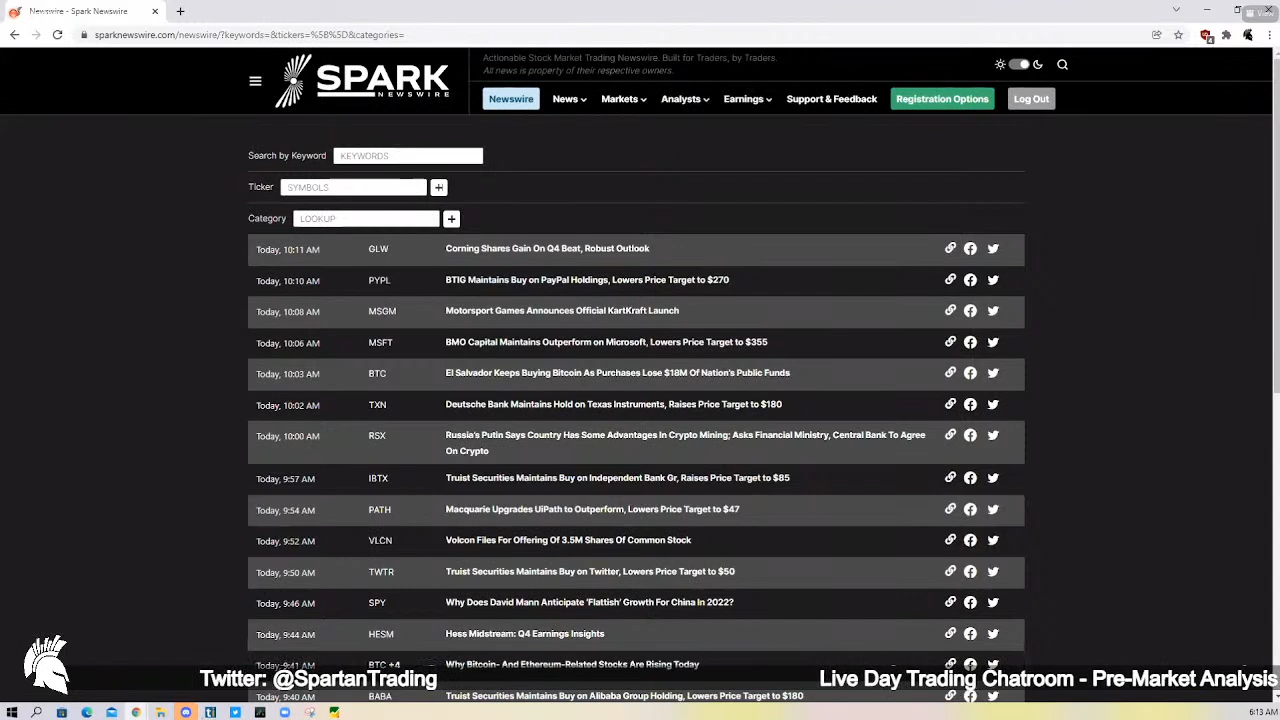 Newswire - Spark Newswire
View
sparknewswire.com/newswire/?keywords=&tickers=%5B%5D&categories=
SPARK
NEWSWIRE
Actionable Stock Market Trading Newswire. Built for Traders, by Traders.
All news is property of their respective owners.
Newswire News Markets Analysts Earnings Support & Feedback Registration Options Log Out
Search by Keyword KEYWORDS
Ticker SYMBOLS +
Category LOOKUP +
Today, 10:11 AM GLW Corning Shares Gain On Q4 Beat, Robust Outlook
Today, 10:10 AM PYPL BTIG Maintains Buy on PayPal Holdings, Lowers Price Target to $270
Today, 10:08 AM MSGM Motorsport Games Announces Official KartKraft Launch
Today, 10:06 AM MSFT BMO Capital Maintains Outperform on Microsoft, Lowers Price Target to $355
Today, 10:03 AM BTC El Salvador Keeps Buying Bitcoin As Purchases Lose $18M Of Nation's Public Funds
Today, 10:02 AM TXN Deutsche Bank Maintains Hold on Texas Instruments, Raises Price Target to $180
Today, 10:00 AM RSX Russia's Putin Says Country Has Some Advantages In Crypto Mining; Asks Financial Ministry, Central Bank To Agree
On Crypto
Today, 9:57 AM IBTX Truist Securities Maintains Buy on Independent Bank Gr, Raises Price Target to $85
Today, 9:54 AM PATH Macquarie Upgrades UiPath to Outperform, Lowers Price Target to $47
Today, 9:52 AM VLCN Volcon Files For Offering Of 3.5M Shares Of Common Stock
Today, 9:50 AM TWTR Truist Securities Maintains Buy on Twitter, Lowers Price Target to $50
Today, 9:46 AM SPY Why Does David Mann Anticipate 'Flattish' Growth For China In 2022?
Today, 9:44 AM HESM Hess Midstream: Q4 Earnings Insights
Today, 9:41 AM BTC +4 Why Bitcoin- And Ethereum-Related Stocks Are Rising Today
Twitter: @SpartanTrading Live Day Trading Chatroom - Pre-Market Analysis
Today, 9:40 AM BABA Truist Securities Maintains Buy on Alibaba Group Holding, Lowers Price Target to $180
6:13 AM